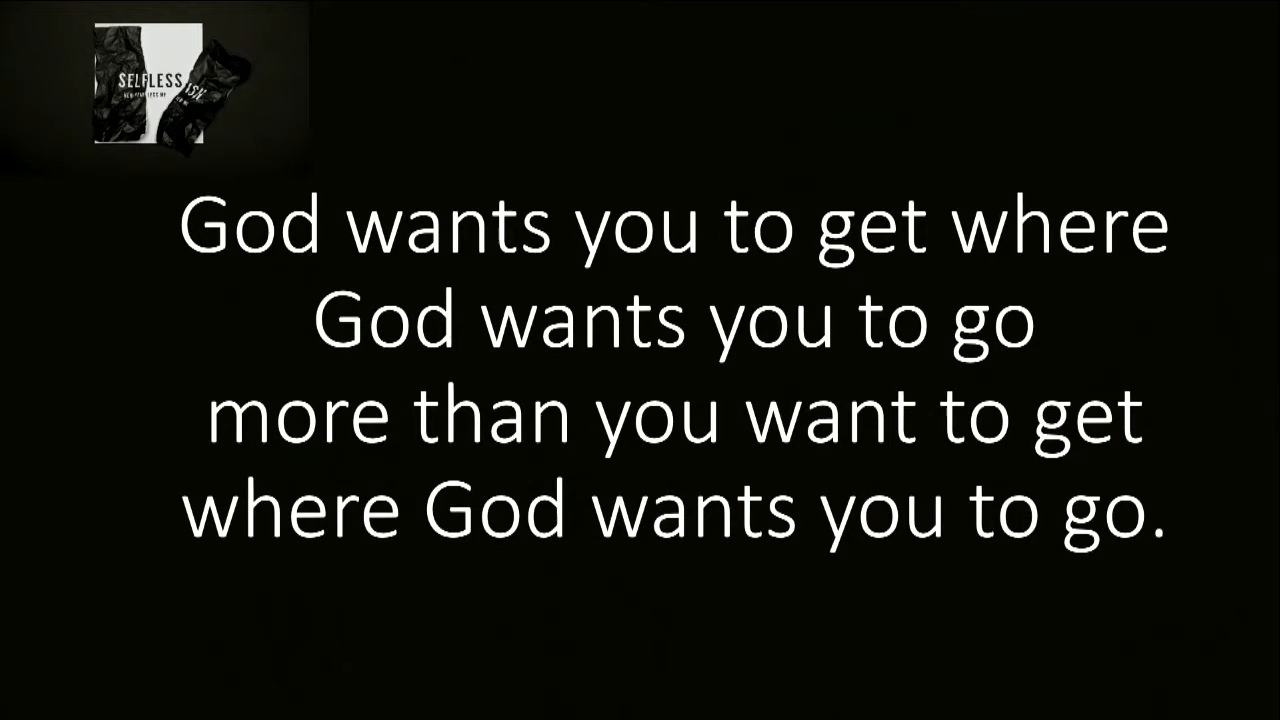 SELFLESS
God wants you to get where
God wants you to go
more than you want to get
where God wants you to go.